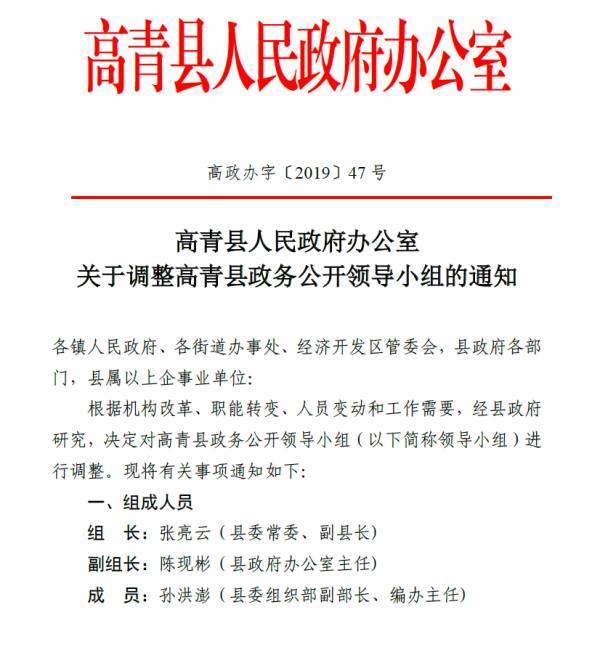 高青县人民政府办公室
高政办字〔2019〕47号
高青县人民政府办公室
关于调整高青县政务公开领导小组的通知
各镇人民政府、各街道办事处、经济开发区管委会，县政府各部
门，县属以上企事业单位：
根据机构改革、职能转变、人员变动和工作需要，经县政府
研究，决定对高青县政务公开领导小组（以下简称领导小组）进
行调整。现将有关事项通知如下：
一、组成人员
组　长：张亮云（县委常委、副县长）
副组长：陈现彬（县政府办公室主任）
成　员：孙洪澎（县委组织部副部长、编办主任）